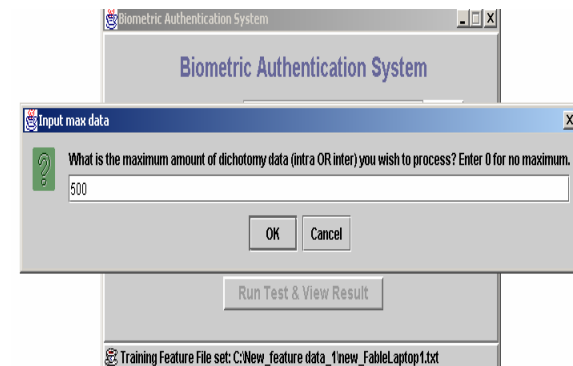 Biometric Authentication System
Biometric Authentication System
Input max data
What is the maximum amount of dichotomy data (intra OR inter) you wish to process? Enter 0 for no maximum.
500
OK Cancel
Run Test & View Result
Training Feature File set: C:\New_feature data_1\new_FableLaptop1.txt